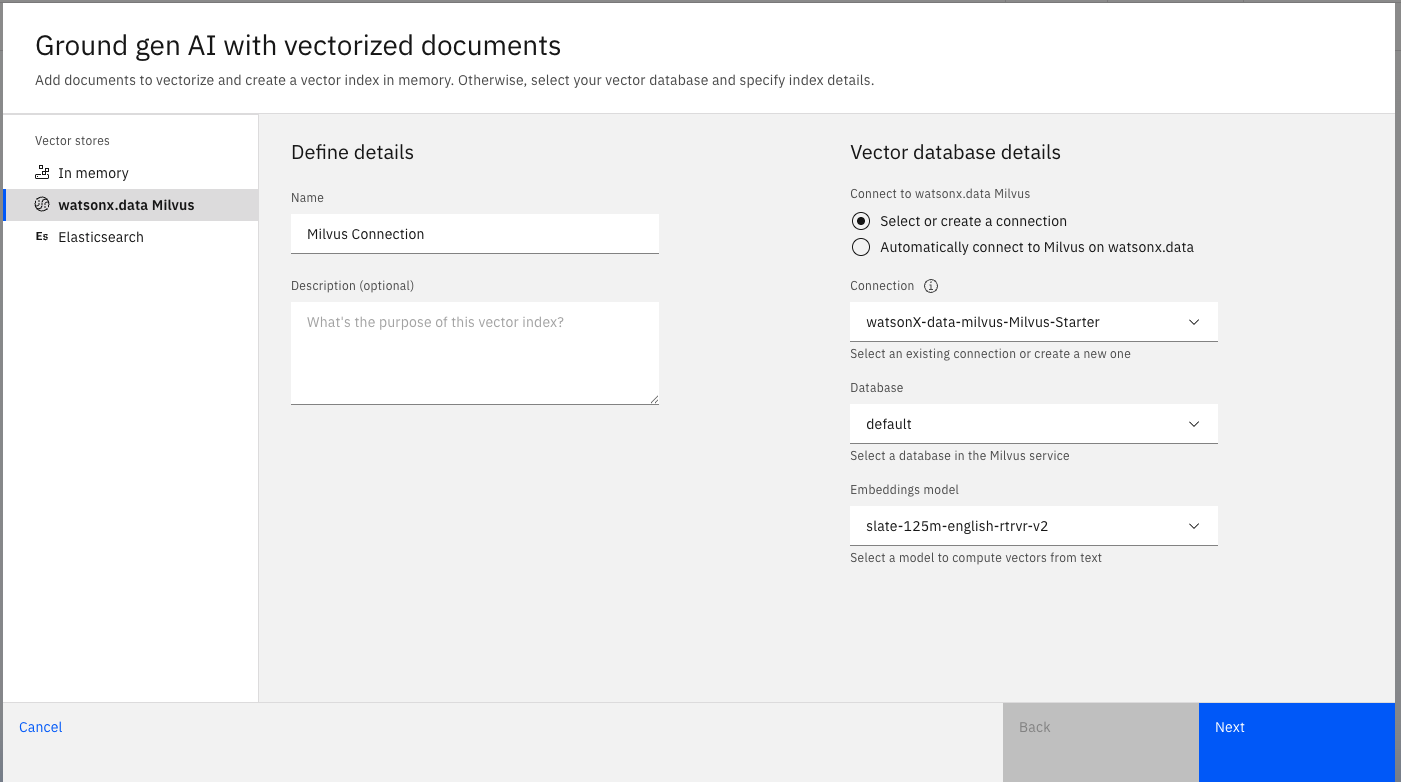 Ground gen AI with vectorized documents
Add documents to vectorize and create a vector index in memory. Otherwise, select your vector database and specify index details.
Vector stores
In memory
watsonx.data Milvus
Es Elasticsearch
Define details
Name
Milvus Connection
Description (optional)
What's the purpose of this vector index?
Vector database details
Connect to watsonx.data Milvus
Select or create a connection
Automatically connect to Milvus on watsonx.data
Connection
watsonX-data-milvus-Milvus-Starter
Select an existing connection or create a new one
Database
default
Select a database in the Milvus service
Embeddings model
slate-125m-english-rtrvr-v2
Select a model to compute vectors from text
Cancel
Back
Next